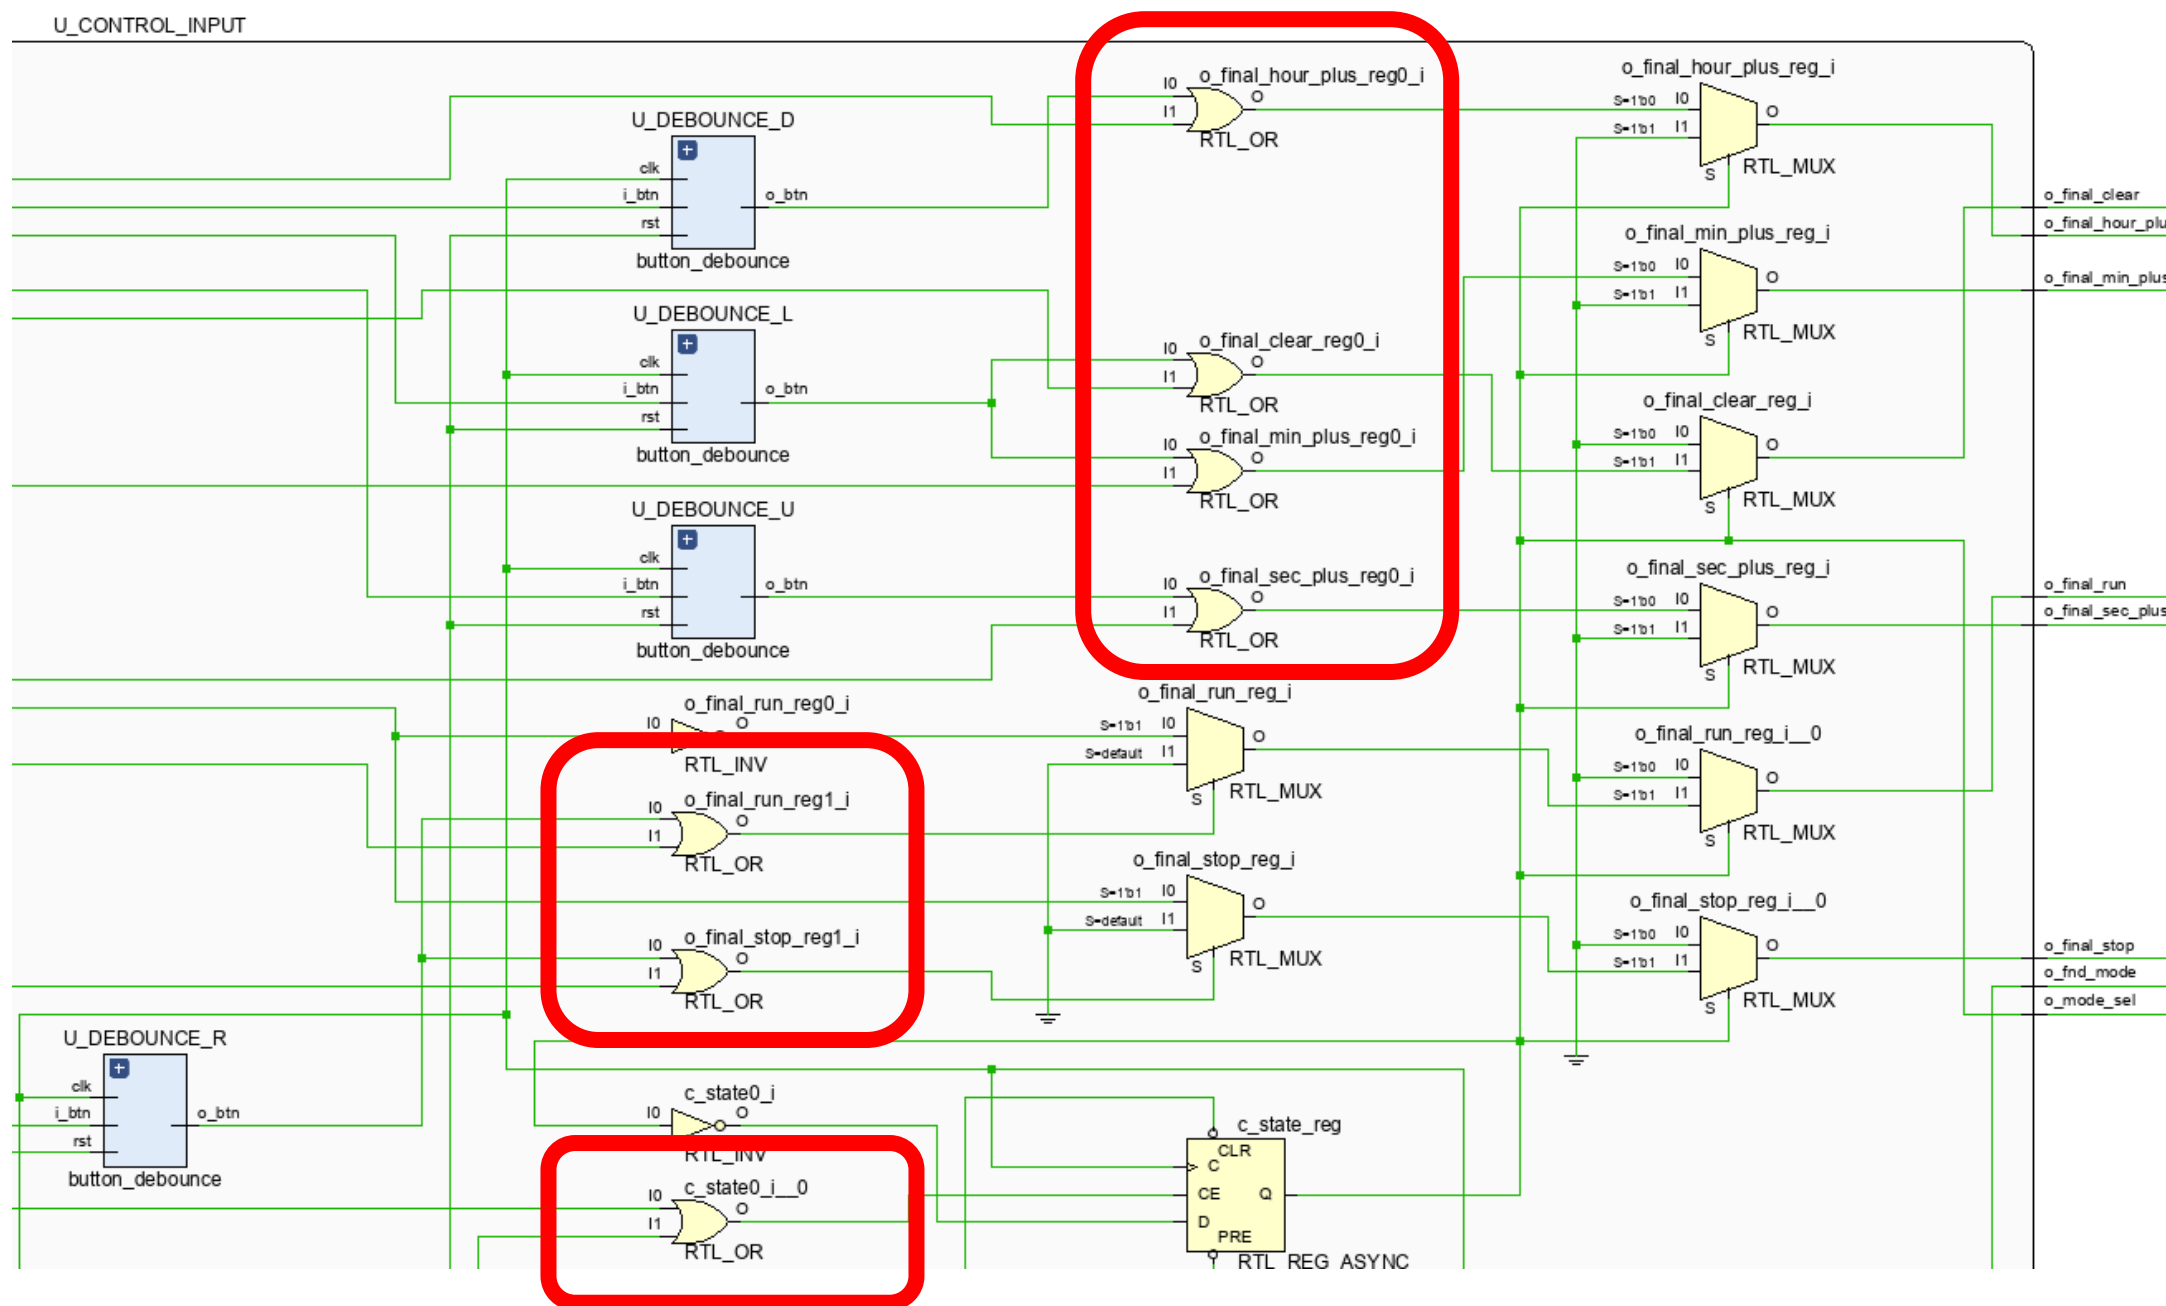 U_CONTROL_INPUT
U_DEBOUNCE_D
clk
i_btn
rst
o_btn
button_debounce
U_DEBOUNCE_L
clk
i_btn
rst
o_btn
button_debounce
U_DEBOUNCE_U
clk
i_btn
rst
o_btn
button_debounce
o_final_run_reg0_i
I0
O
RTL_INV
o_final_run_reg1_i
I0
I1
O
RTL_OR
o_final_stop_reg1_i
I0
I1
O
RTL_OR
U_DEBOUNCE_R
clk
i_btn
rst
o_btn
button_debounce
c_state0_i
I0
O
RTL_INV
c_state0_i__0
I0
I1
O
RTL_OR
o_final_hour_plus_reg0_i
I0
I1
O
RTL_OR
o_final_clear_reg0_i
I0
I1
O
RTL_OR
o_final_min_plus_reg0_i
I0
I1
O
RTL_OR
o_final_sec_plus_reg0_i
I0
I1
O
RTL_OR
o_final_run_reg_i
S=1'b1 I0
S=default I1
O
S
RTL_MUX
o_final_stop_reg_i
S=1'b1 I0
S=default I1
O
S
RTL_MUX
c_state_reg
CLR
C
CE
Q
D
PRE
RTL_REG_ASYNC
o_final_hour_plus_reg_i
S=1'b0 I0
S=1'b1 I1
O
S
RTL_MUX
o_final_min_plus_reg_i
S=1'b0 I0
S=1'b1 I1
O
S
RTL_MUX
o_final_clear_reg_i
S=1'b0 I0
S=1'b1 I1
O
S
RTL_MUX
o_final_sec_plus_reg_i
S=1'b0 I0
S=1'b1 I1
O
S
RTL_MUX
o_final_run_reg_i__0
S=1'b0 I0
S=1'b1 I1
O
S
RTL_MUX
o_final_stop_reg_i__0
S=1'b0 I0
S=1'b1 I1
O
S
RTL_MUX
o_final_clear
o_final_hour_plu
o_final_min_plus
o_final_run
o_final_sec_plus
o_final_stop
o_fnd_mode
o_mode_sel